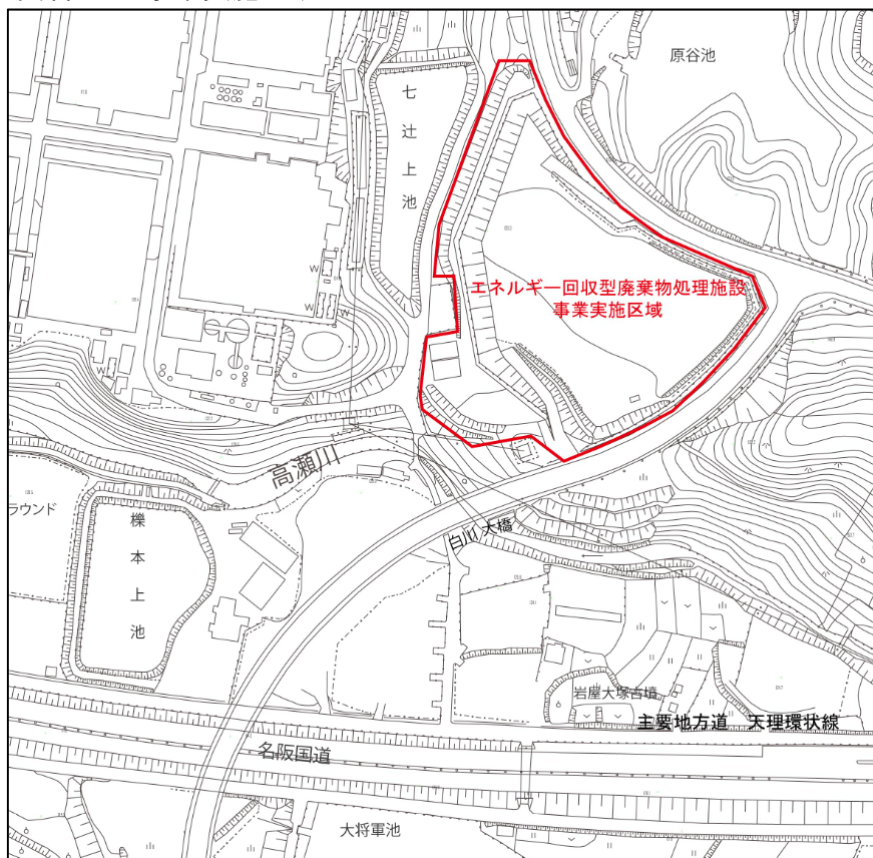 原谷池
七辻上池
W
W
W
W
W
エネルギー回収型廃棄物処理施設
事業実施区域
高瀬川
ラウンド
櫟本上池
白川大橋
岩屋大塚古墳
主要地方道 天理環状線
名阪国道
大将軍池